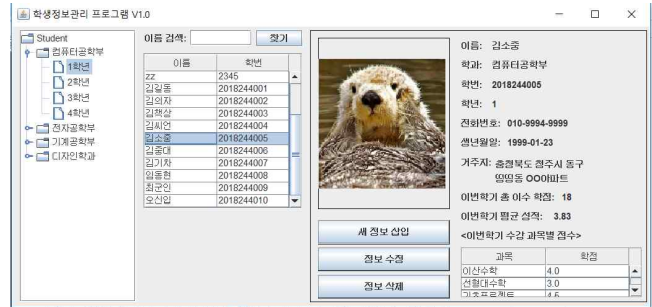 학생정보관리 프로그램 V1.0
Student
컴퓨터공학부
1학년
2학년
3학년
4학년
전자공학부
기계공학부
디자인학과
이름 검색:
찾기
이름 학번
zz 2345
김길동 2018244001
김의자 2018244002
김책상 2018244003
김씨언 2018244004
김소중 2018244005
김중대 2018244006
김기차 2018244007
임동현 2018244008
최군인 2018244009
오신입 2018244010
새 정보 삽입
정보 수정
정보 삭제
이름: 김소중
학과: 컴퓨터공학부
학번: 2018244005
학년: 1
전화번호: 010-9994-9999
생년월일: 1999-01-23
거주지: 충청북도 청주시 동구
띵띵동 OO아파트
이번학기 총 이수 학점: 18
이번학기 평균 성적: 3.83
<이번학기 수강 과목별 점수>
과목 학점
이산수학 4.0
선형대수학 3.0
기초프로젝트 4.5